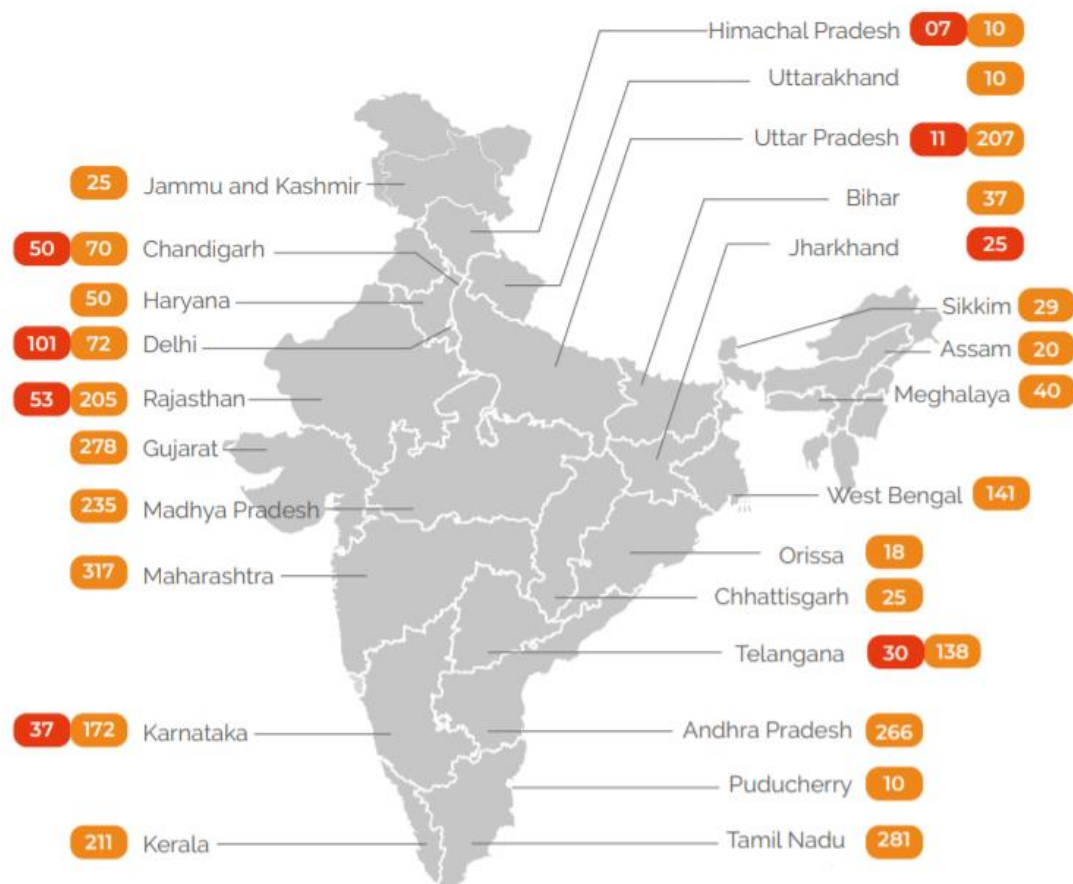 Himachal Pradesh 07 10
Uttarakhand 10
Uttar Pradesh 11 207
25 Jammu and Kashmir
Bihar 37
50 70 Chandigarh
Jharkhand 25
50 Haryana
Sikkim 29
101 72 Delhi
Assam 20
53 205 Rajasthan
Meghalaya 40
278 Gujarat
West Bengal 141
235 Madhya Pradesh
Orissa 18
317 Maharashtra
Chhattisgarh 25
Telangana 30 138
37 172 Karnataka
Andhra Pradesh 266
Puducherry 10
211 Kerala
Tamil Nadu 281